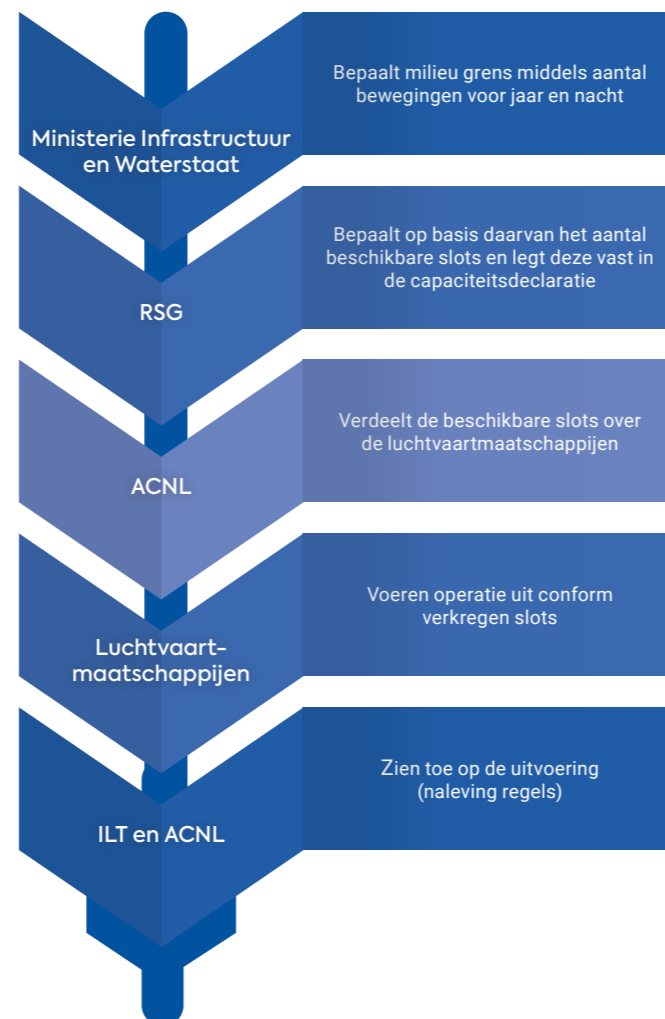 Bepaalt milieu grens middels aantal
bewegingen voor jaar en nacht
Ministerie Infrastructuur
en Waterstaat
Bepaalt op basis daarvan het aantal
beschikbare slots en legt deze vast in
de capaciteitsdeclaratie
RSG
Verdeelt de beschikbare slots over
de luchtvaartmaatschappijen
ACNL
Voeren operatie uit conform
verkregen slots
Luchtvaart-
maatschappijen
Zien toe op de uitvoering
(naleving regels)
ILT en ACNL